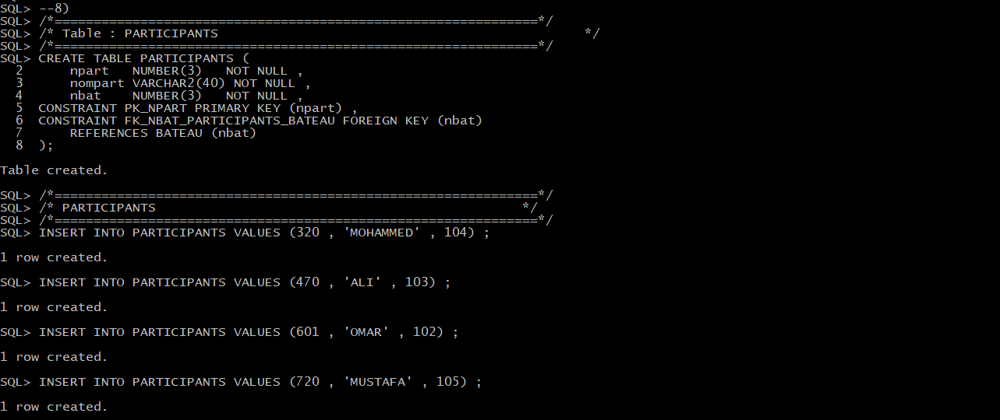 SQL> --8)
SQL> /*==============================================================*/
SQL> /* Table : PARTICIPANTS                                               */
SQL> /*==============================================================*/
SQL> CREATE TABLE PARTICIPANTS (
  2      npart   NUMBER(3)   NOT NULL ,
  3      nompart VARCHAR2(40) NOT NULL ,
  4      nbat    NUMBER(3)   NOT NULL ,
  5  CONSTRAINT PK_NPART PRIMARY KEY (npart) ,
  6  CONSTRAINT FK_NBAT_PARTICIPANTS_BATEAU FOREIGN KEY (nbat)
  7      REFERENCES BATEAU (nbat)
  8  );
Table created.
SQL> /*==============================================================*/
SQL> /* PARTICIPANTS                                               */
SQL> /*==============================================================*/
SQL> INSERT INTO PARTICIPANTS VALUES (320 , 'MOHAMMED' , 104) ;
1 row created.
SQL> INSERT INTO PARTICIPANTS VALUES (470 , 'ALI' , 103) ;
1 row created.
SQL> INSERT INTO PARTICIPANTS VALUES (601 , 'OMAR' , 102) ;
1 row created.
SQL> INSERT INTO PARTICIPANTS VALUES (720 , 'MUSTAFA' , 105) ;
1 row created.